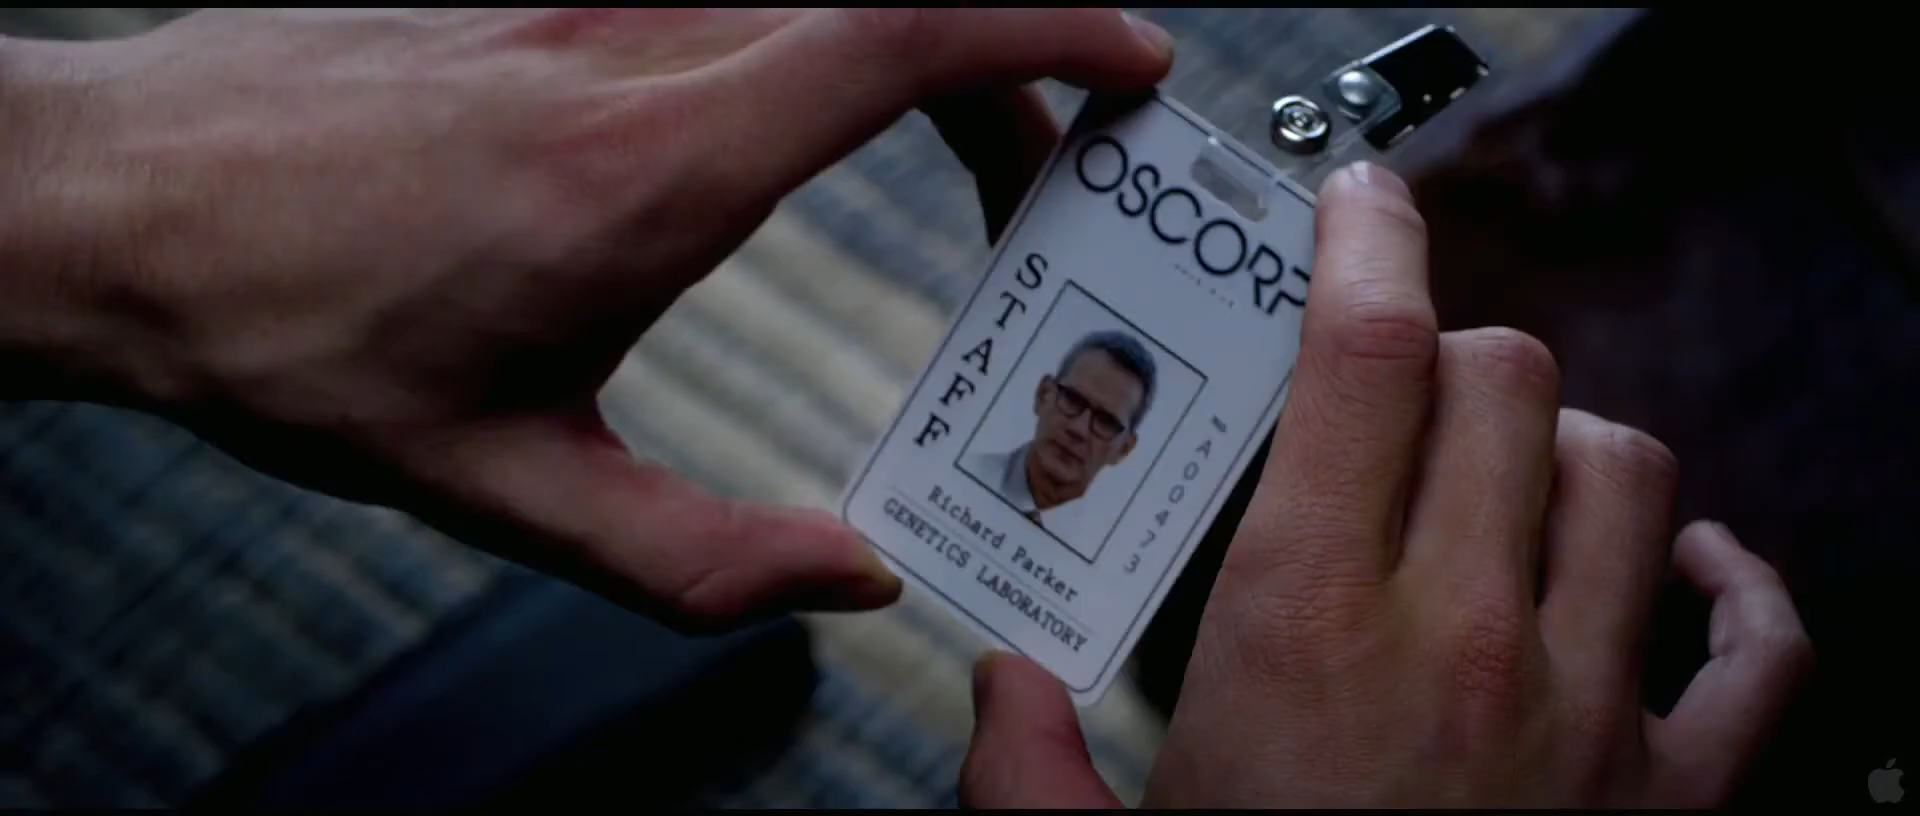 OSCORP
STAFF
A00473
Richard Parker
GENETICS LABORATORY